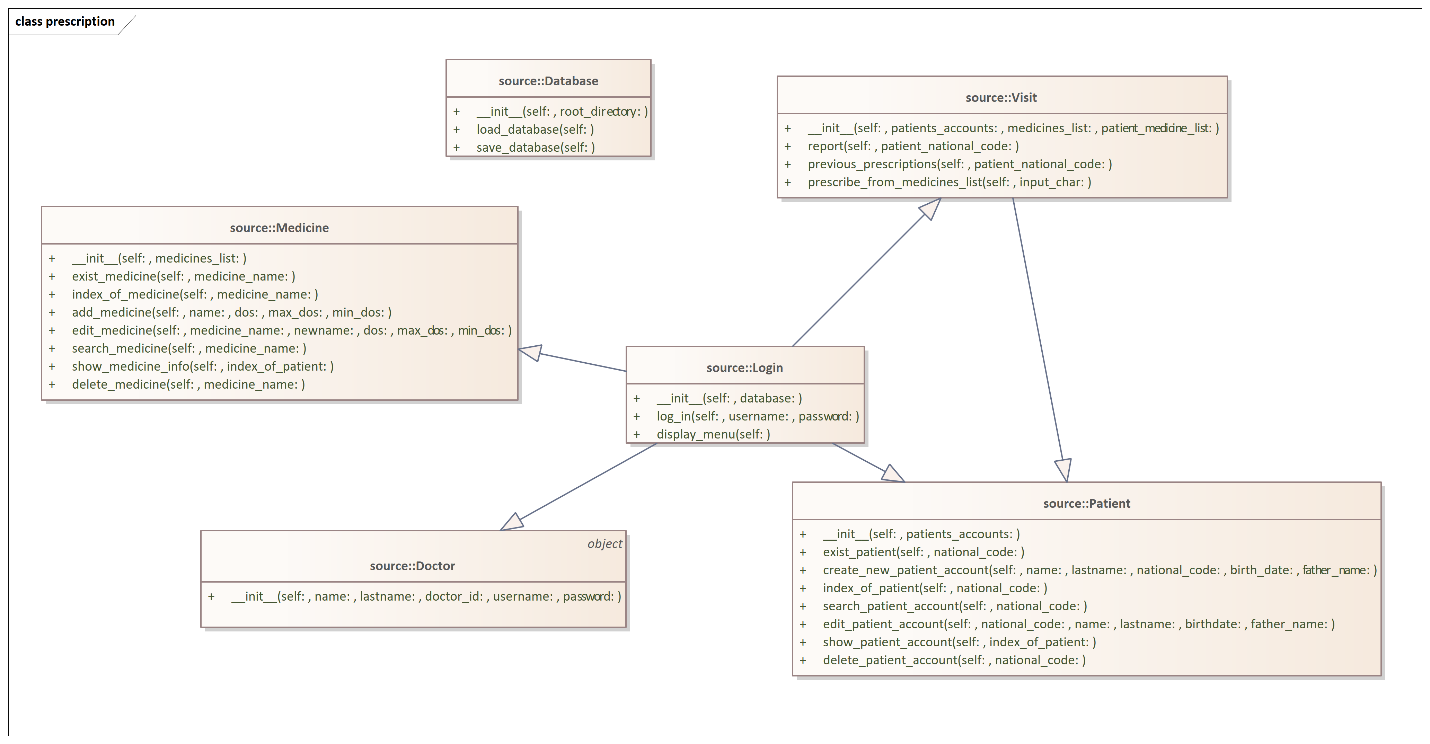 class prescription
source::Database
+ __init__(self: , root_directory: )
+ load_database(self: )
+ save_database(self: )
source::Visit
+ __init__(self: , patients_accounts: , medicines_list: , patient_medicine_list: )
+ report(self: , patient_national_code: )
+ previous_prescriptions(self: , patient_national_code: )
+ prescribe_from_medicines_list(self: , input_char: )
source::Medicine
+ __init__(self: , medicines_list: )
+ exist_medicine(self: , medicine_name: )
+ index_of_medicine(self: , medicine_name: )
+ add_medicine(self: , name: , dos: , max_dos: , min_dos: )
+ edit_medicine(self: , medicine_name: , newname: , dos: , max_dos: , min_dos: )
+ search_medicine(self: , medicine_name: )
+ show_medicine_info(self: , index_of_patient: )
+ delete_medicine(self: , medicine_name: )
source::Login
+ __init__(self: , database: )
+ log_in(self: , username: , password: )
+ display_menu(self: )
object
source::Doctor
+ __init__(self: , name: , lastname: , doctor_id: , username: , password: )
source::Patient
+ __init__(self: , patients_accounts: )
+ exist_patient(self: , national_code: )
+ create_new_patient_account(self: , name: , lastname: , national_code: , birth_date: , father_name: )
+ index_of_patient(self: , national_code: )
+ search_patient_account(self: , national_code: )
+ edit_patient_account(self: , national_code: , name: , lastname: , birthdate: , father_name: )
+ show_patient_account(self: , index_of_patient: )
+ delete_patient_account(self: , national_code: )